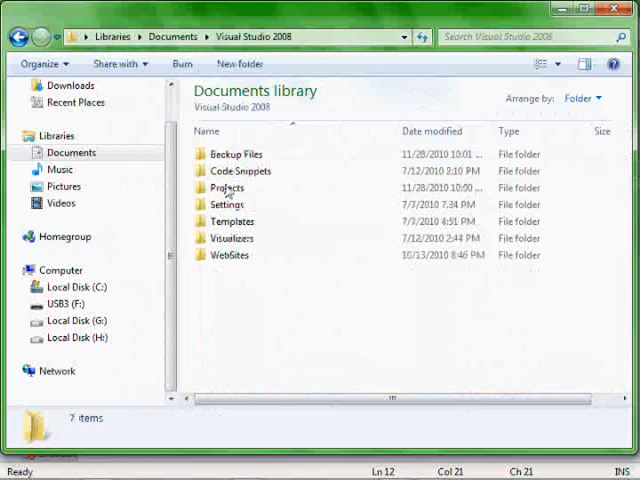 Libraries Documents Visual Studio 2008 Search Visual Studio 2008
Organize Share with Burn New folder
Downloads
Recent Places
Libraries
Documents
Music
Pictures
Videos
Homegroup
Computer
Local Disk (C:)
USB3 (F:)
Local Disk (G:)
Local Disk (H:)
Network
Documents library
Visual Studio 2008
Arrange by: Folder
Name Date modified Type Size
Backup Files 11/28/2010 10:01 ... File folder
Code Snippets 7/12/2010 2:10 PM File folder
Projects 11/28/2010 10:00 ... File folder
Settings 7/7/2010 7:34 PM File folder
Templates 7/7/2010 4:51 PM File folder
Visualizers 7/12/2010 2:44 PM File folder
WebSites 10/13/2010 8:46 PM File folder
7 items
Ready Ln 12 Col 21 Ch 21 INS